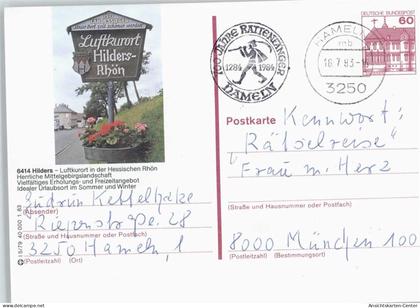 LANDESKRONE
Luftkurort
Hilders-
Rhön
6414 Hilders – Luftkurort in der Hessischen Rhön
Herrliche Mittelgebirgslandschaft
Vielfältiges Erholungs- und Freizeitangebot
Idealer Urlaubsort im Sommer und Winter
Gudrun Kettelhake
(Absender)
Riepenstraße. 28
(Straße und Hausnummer oder Postfach)
3250 Hameln, 1
(Postleitzahl) (Ort)
700 JAHRE RATTENFÄNGER
1284 1984
HAMELN
HAMELN
mb
18.7.83
3250
DEUTSCHE BUNDESPOST
60
Postkarte
Kennwort:
"Rätselreise"
Frau m. Herz
(Straße und Hausnummer oder Postfach)
8000 München 100
(Postleitzahl) (Bestimmungsort)